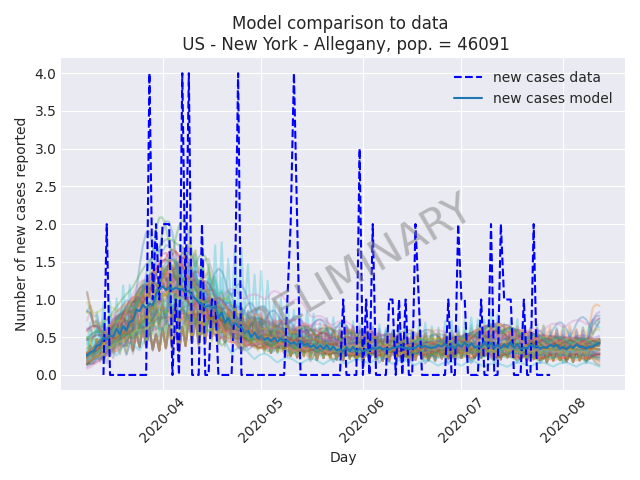 Model comparison to data
US - New York - Allegany, pop. = 46091
new cases data
new cases model
Number of new cases reported
4.0
3.5
3.0
2.5
2.0
1.5
1.0
0.5
0.0
PRELIMINARY
2020-04
2020-05
2020-06
2020-07
2020-08
Day